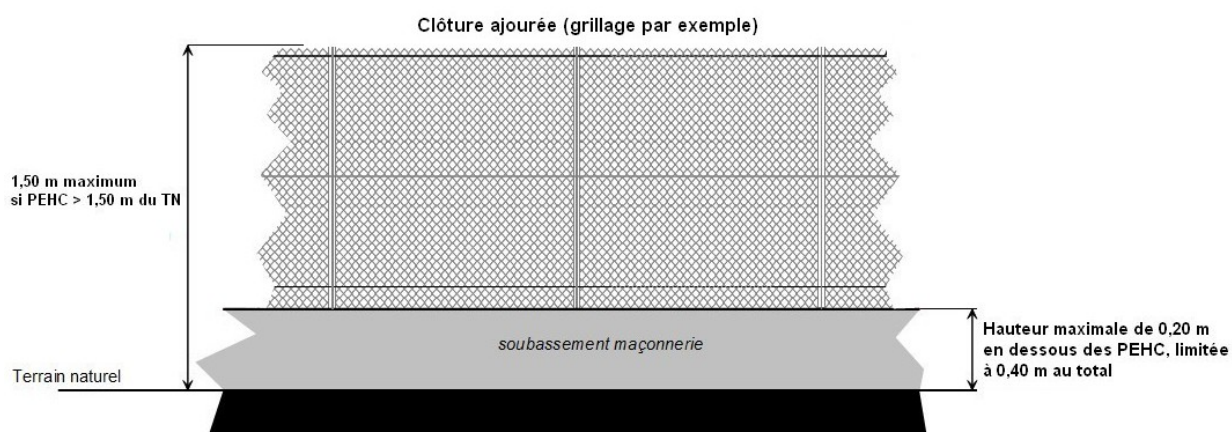 Clôture ajourée (grillage par exemple)
1,50 m maximum
si PEHC > 1,50 m du TN
soubassement maçonnerie
Hauteur maximale de 0,20 m
en dessous des PEHC, limitée
à 0,40 m au total
Terrain naturel